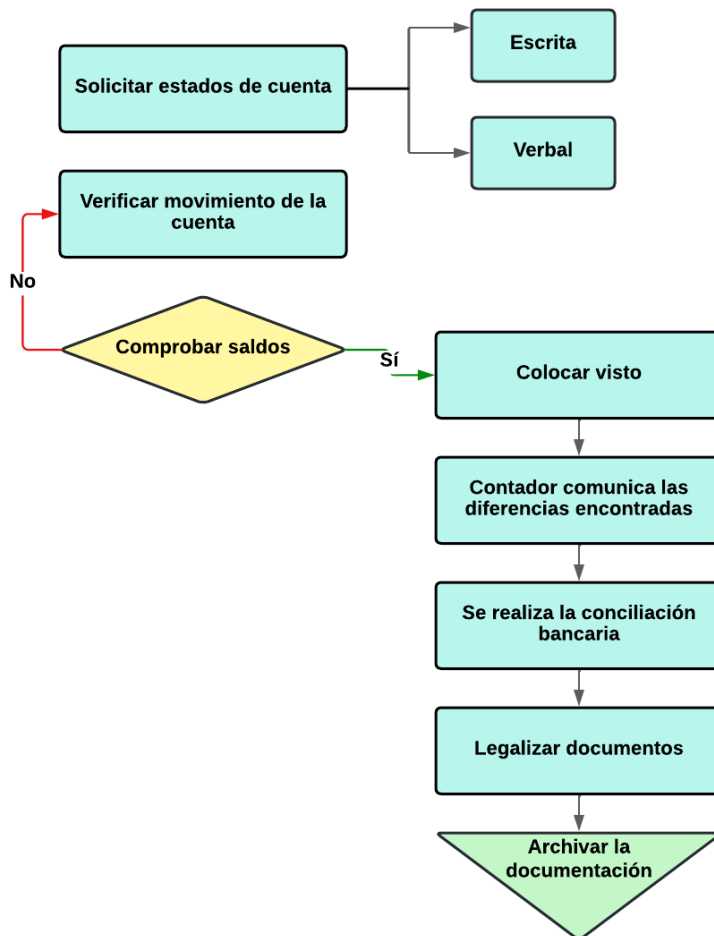 Escrita
Solicitar estados de cuenta
Verbal
Verificar movimiento de la
cuenta
No
Comprobar saldos
Sí
Colocar visto
Contador comunica las
diferencias encontradas
Se realiza la conciliación
bancaria
Legalizar documentos
Archivar la
documentación